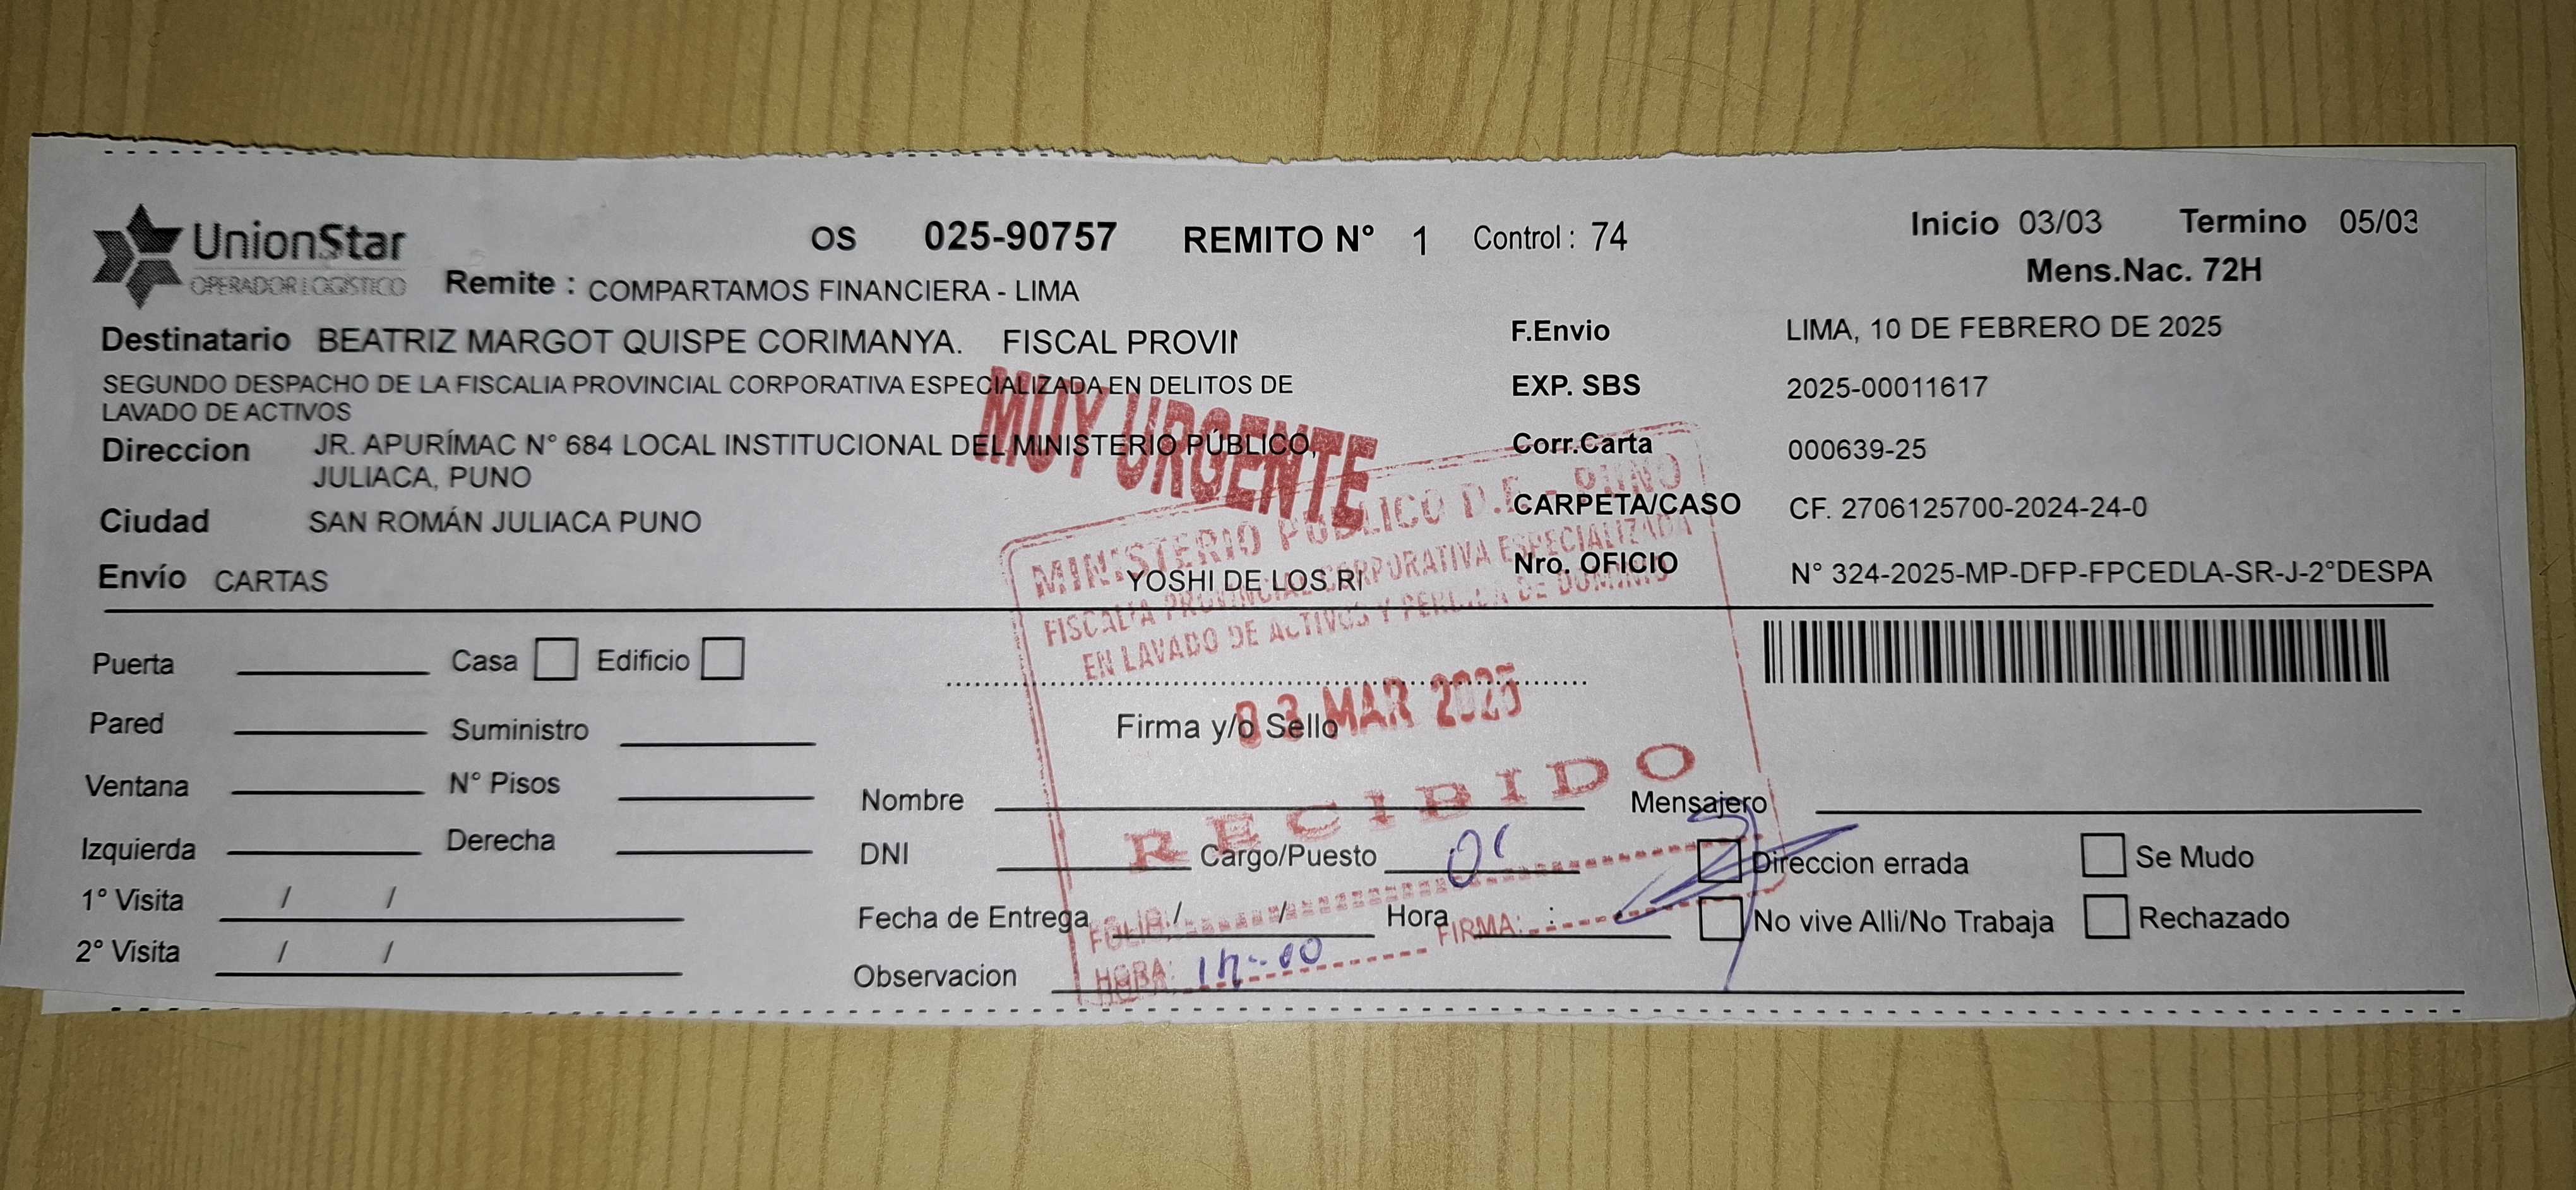 UnionStar
OPERADOR LOGISTICO
OS 025-90757 REMITO N° 1 Control : 74
Inicio 03/03 Termino 05/03
Mens.Nac. 72H
Remite : COMPARTAMOS FINANCIERA - LIMA
Destinatario BEATRIZ MARGOT QUISPE CORIMANYA. FISCAL PROVIN
SEGUNDO DESPACHO DE LA FISCALIA PROVINCIAL CORPORATIVA ESPECIALIZADA EN DELITOS DE
LAVADO DE ACTIVOS
Direccion JR. APURÍMAC N° 684 LOCAL INSTITUCIONAL DEL MINISTERIO PÚBLICO,
JULIACA, PUNO
Ciudad SAN ROMÁN JULIACA PUNO
Envío CARTAS YOSHI DE LOS RI
F.Envio LIMA, 10 DE FEBRERO DE 2025
EXP. SBS 2025-00011617
Corr.Carta 000639-25
CARPETA/CASO CF. 2706125700-2024-24-0
Nro. OFICIO N° 324-2025-MP-DFP-FPCEDLA-SR-J-2°DESPA
MUY URGENTE
MINISTERIO PUBLICO D.F. - PUNO
FISCALIA PROVINCIAL CORPORATIVA ESPECIALIZADA
EN LAVADO DE ACTIVOS Y PERDIDA DE DOMINIO
03 MAR 2025
RECIBIDO
FOLIO:
FIRMA:
HORA:
Puerta Casa Edificio
Pared Suministro
Ventana N° Pisos
Izquierda Derecha
1° Visita / /
2° Visita / /
Firma y/o Sello
Nombre Mensajero
DNI Cargo/Puesto
Fecha de Entrega / / Hora :
Observacion
Direccion errada Se Mudo
No vive Alli/No Trabaja Rechazado